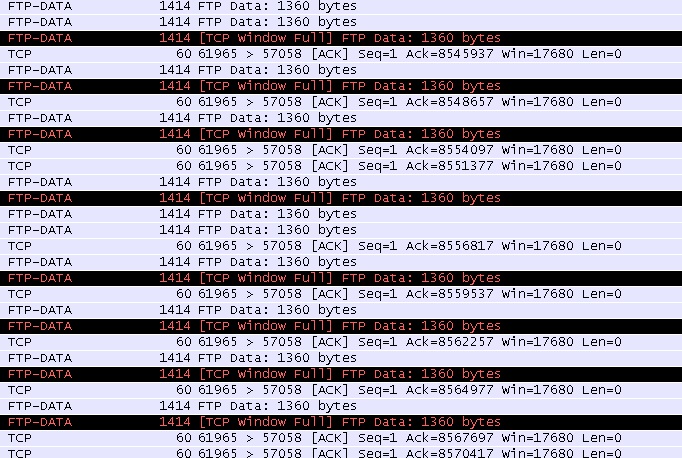 FTP-DATA 1414 FTP Data: 1360 bytes
FTP-DATA 1414 FTP Data: 1360 bytes
FTP-DATA 1414 [TCP Window Full] FTP Data: 1360 bytes
TCP 60 61965 > 57058 [ACK] Seq=1 Ack=8545937 Win=17680 Len=0
FTP-DATA 1414 FTP Data: 1360 bytes
FTP-DATA 1414 [TCP Window Full] FTP Data: 1360 bytes
TCP 60 61965 > 57058 [ACK] Seq=1 Ack=8548657 Win=17680 Len=0
FTP-DATA 1414 FTP Data: 1360 bytes
FTP-DATA 1414 [TCP Window Full] FTP Data: 1360 bytes
TCP 60 61965 > 57058 [ACK] Seq=1 Ack=8554097 Win=17680 Len=0
TCP 60 61965 > 57058 [ACK] Seq=1 Ack=8551377 Win=17680 Len=0
FTP-DATA 1414 FTP Data: 1360 bytes
FTP-DATA 1414 [TCP Window Full] FTP Data: 1360 bytes
FTP-DATA 1414 FTP Data: 1360 bytes
FTP-DATA 1414 FTP Data: 1360 bytes
TCP 60 61965 > 57058 [ACK] Seq=1 Ack=8556817 Win=17680 Len=0
FTP-DATA 1414 FTP Data: 1360 bytes
FTP-DATA 1414 [TCP Window Full] FTP Data: 1360 bytes
TCP 60 61965 > 57058 [ACK] Seq=1 Ack=8559537 Win=17680 Len=0
FTP-DATA 1414 FTP Data: 1360 bytes
FTP-DATA 1414 [TCP Window Full] FTP Data: 1360 bytes
TCP 60 61965 > 57058 [ACK] Seq=1 Ack=8562257 Win=17680 Len=0
FTP-DATA 1414 FTP Data: 1360 bytes
FTP-DATA 1414 [TCP Window Full] FTP Data: 1360 bytes
TCP 60 61965 > 57058 [ACK] Seq=1 Ack=8564977 Win=17680 Len=0
FTP-DATA 1414 FTP Data: 1360 bytes
FTP-DATA 1414 [TCP Window Full] FTP Data: 1360 bytes
TCP 60 61965 > 57058 [ACK] Seq=1 Ack=8567697 Win=17680 Len=0
TCP 60 61965 > 57058 [ACK] Seq=1 Ack=8570417 Win=17680 Len=0